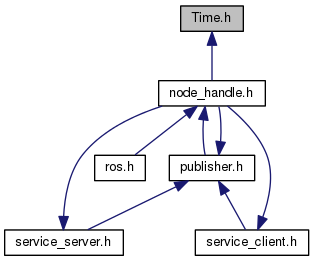 Time.h
node_handle.h
ros.h
publisher.h
service_server.h
service_client.h